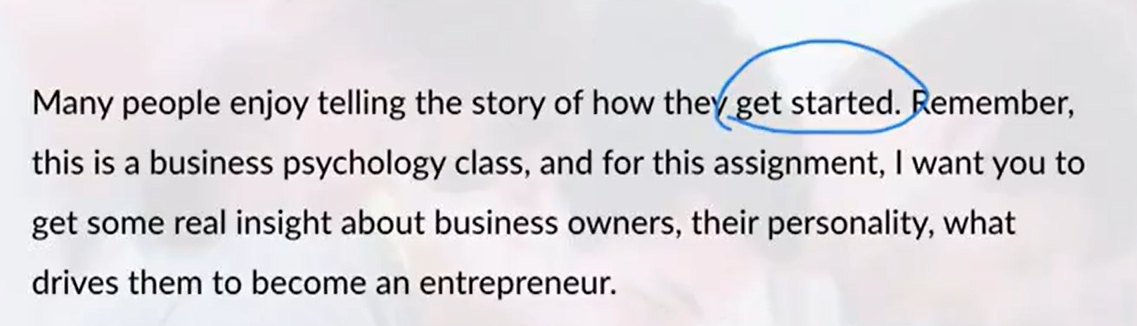 Many people enjoy telling the story of how they get started. Remember,
this is a business psychology class, and for this assignment, I want you to
get some real insight about business owners, their personality, what
drives them to become an entrepreneur.